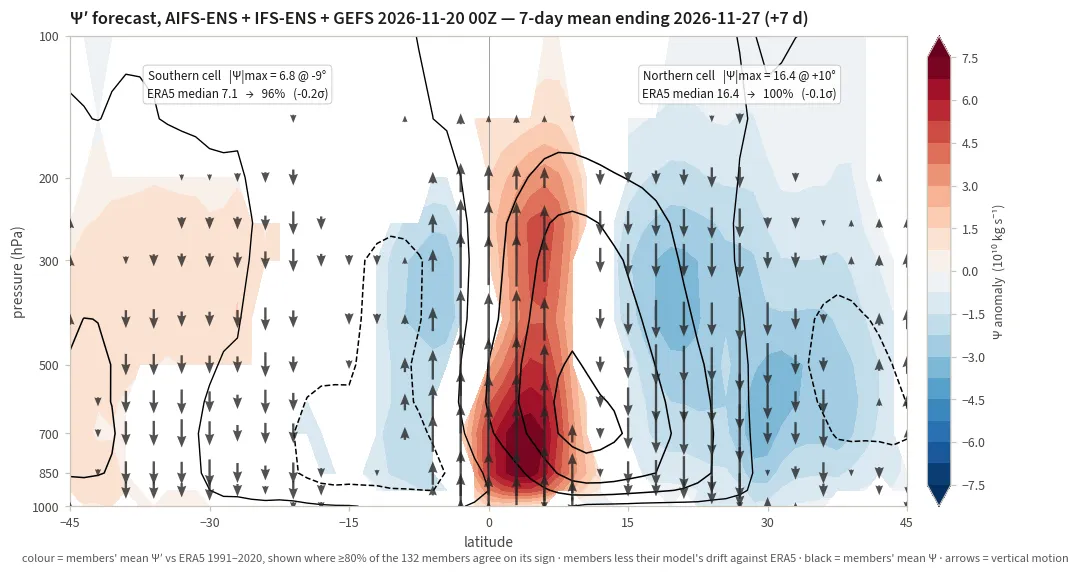 Ψ′ forecast, AIFS-ENS + IFS-ENS + GEFS 2026-11-20 00Z — 7-day mean ending 2026-11-27 (+7 d)
Southern cell |Ψ|max = 6.8 @ -9°
ERA5 median 7.1 → 96% (-0.2σ)
Northern cell |Ψ|max = 16.4 @ +10°
ERA5 median 16.4 → 100% (-0.1σ)
pressure (hPa)
100
200
300
500
700
850
1000
−45
−30
−15
0
15
30
45
latitude
7.5
6.0
4.5
3.0
1.5
0.0
−1.5
−3.0
−4.5
−6.0
−7.5
Ψ anomaly (10¹⁰ kg s⁻¹)
colour = members' mean Ψ′ vs ERA5 1991–2020, shown where ≥80% of the 132 members agree on its sign · members less their model's drift against ERA5 · black = members' mean Ψ · arrows = vertical motion